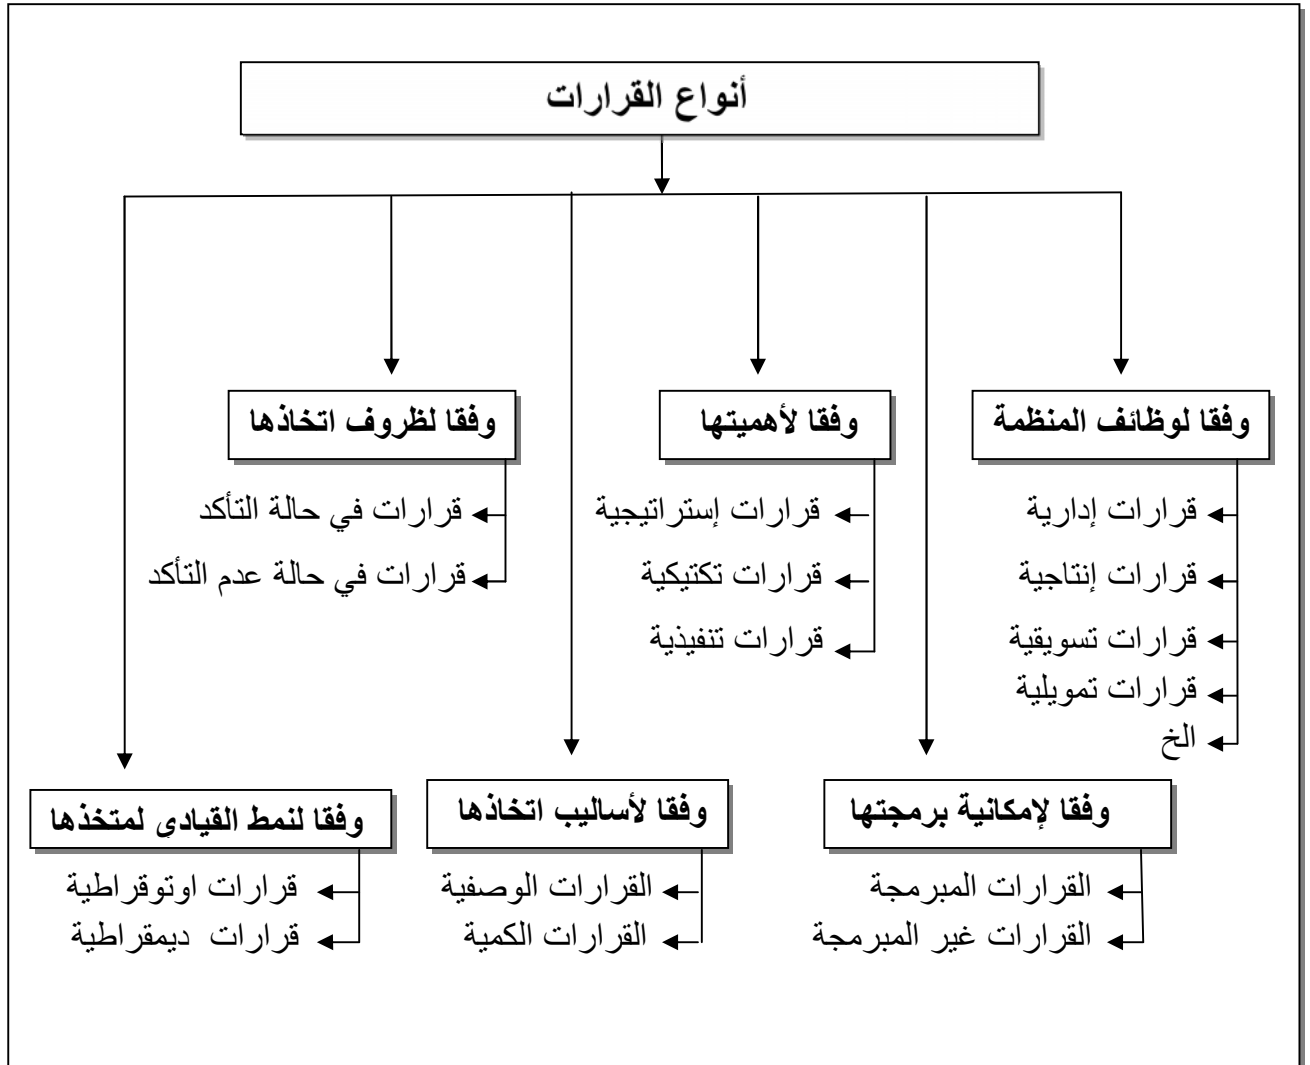 أنواع القرارات
وفقا لوظائف المنظمة
قرارات إدارية
قرارات إنتاجية
قرارات تسويقية
قرارات تمويلية
الخ
وفقا لأهميتها
قرارات إستراتيجية
قرارات تكتيكية
قرارات تنفيذية
وفقا لظروف اتخاذها
قرارات في حالة التأكد
قرارات في حالة عدم التأكد
وفقا لإمكانية برمجتها
القرارات المبرمجة
القرارات غير المبرمجة
وفقا لأساليب اتخاذها
القرارات الوصفية
القرارات الكمية
وفقا لنمط القيادى لمتخذها
قرارات اوتوقراطية
قرارات ديمقراطية